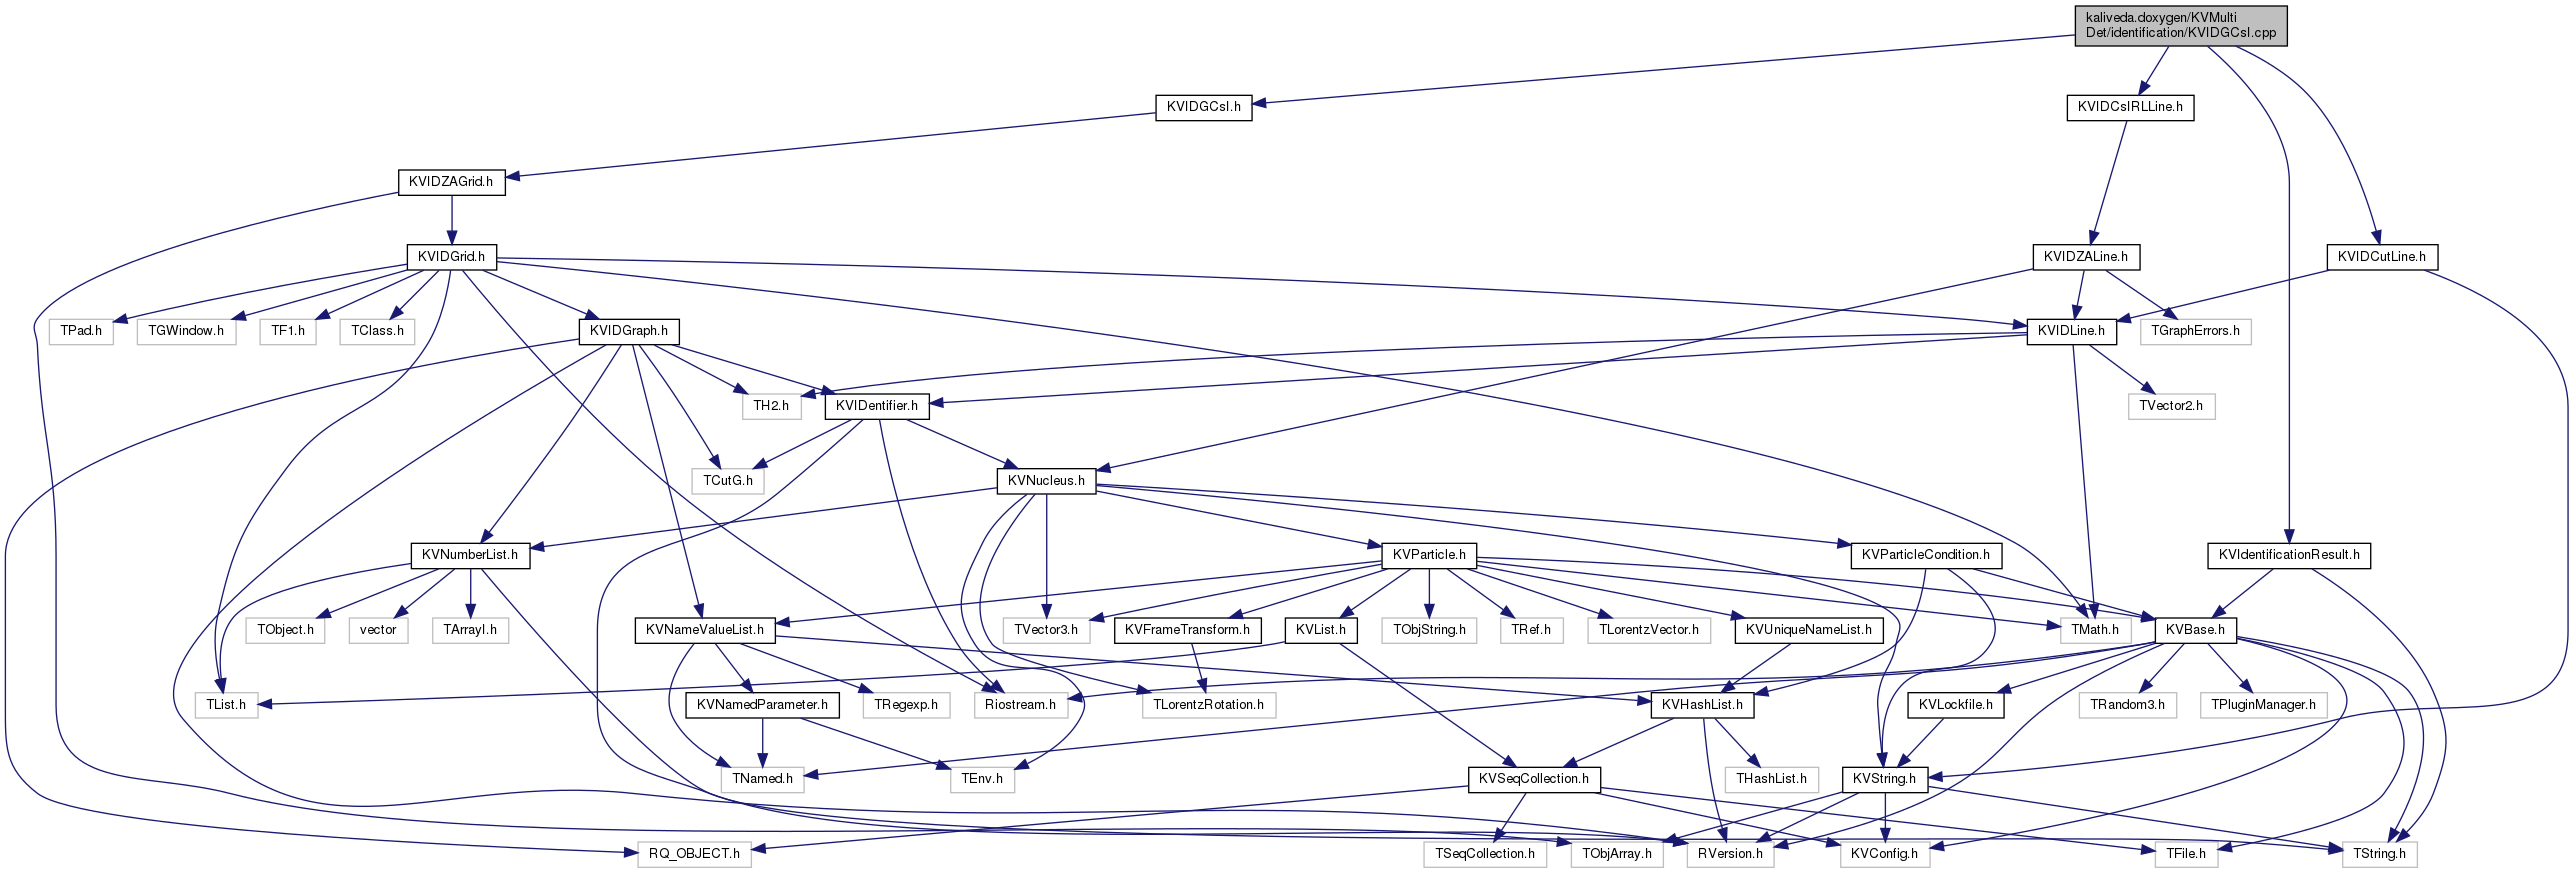 kaliveda.doxygen/KVMulti
Det/identification/KVIDGCsI.cpp
KVIDGCsI.h
KVIDCsIRLLine.h
KVIDZAGrid.h
KVIDGrid.h
KVIDZALine.h
KVIDCutLine.h
TPad.h
TGWindow.h
TF1.h
TClass.h
KVIDGraph.h
KVIDLine.h
TGraphErrors.h
TH2.h
KVIDentifier.h
TVector2.h
TCutG.h
KVNucleus.h
KVNumberList.h
KVParticle.h
KVParticleCondition.h
KVIdentificationResult.h
TObject.h
vector
TArrayI.h
KVNameValueList.h
TVector3.h
KVFrameTransform.h
KVList.h
TObjString.h
TRef.h
TLorentzVector.h
KVUniqueNameList.h
TMath.h
KVBase.h
TList.h
KVNamedParameter.h
TRegexp.h
Riostream.h
TLorentzRotation.h
KVHashList.h
KVLockfile.h
TRandom3.h
TPluginManager.h
TNamed.h
TEnv.h
KVSeqCollection.h
THashList.h
KVString.h
RQ_OBJECT.h
TSeqCollection.h
TObjArray.h
RVersion.h
KVConfig.h
TFile.h
TString.h